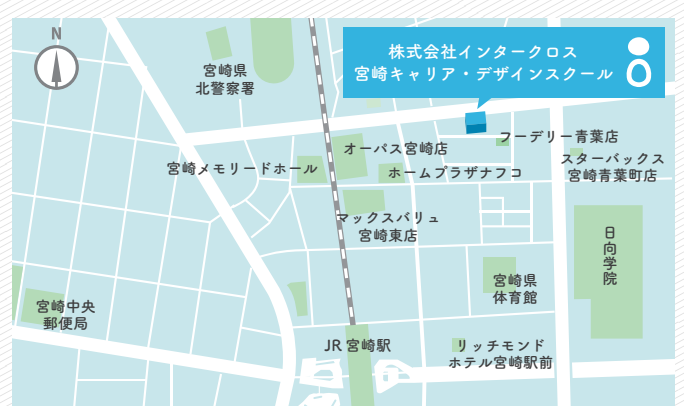 N
株式会社インタークロス
宮崎キャリア・デザインスクール
宮崎県
北警察署
フーデリー青葉店
オーパス宮崎店
スターバックス
宮崎青葉町店
宮崎メモリードホール
ホームプラザナフコ
マックスバリュ
宮崎東店
日向学院
宮崎県
体育館
宮崎中央
郵便局
JR 宮崎駅
リッチモンド
ホテル宮崎駅前